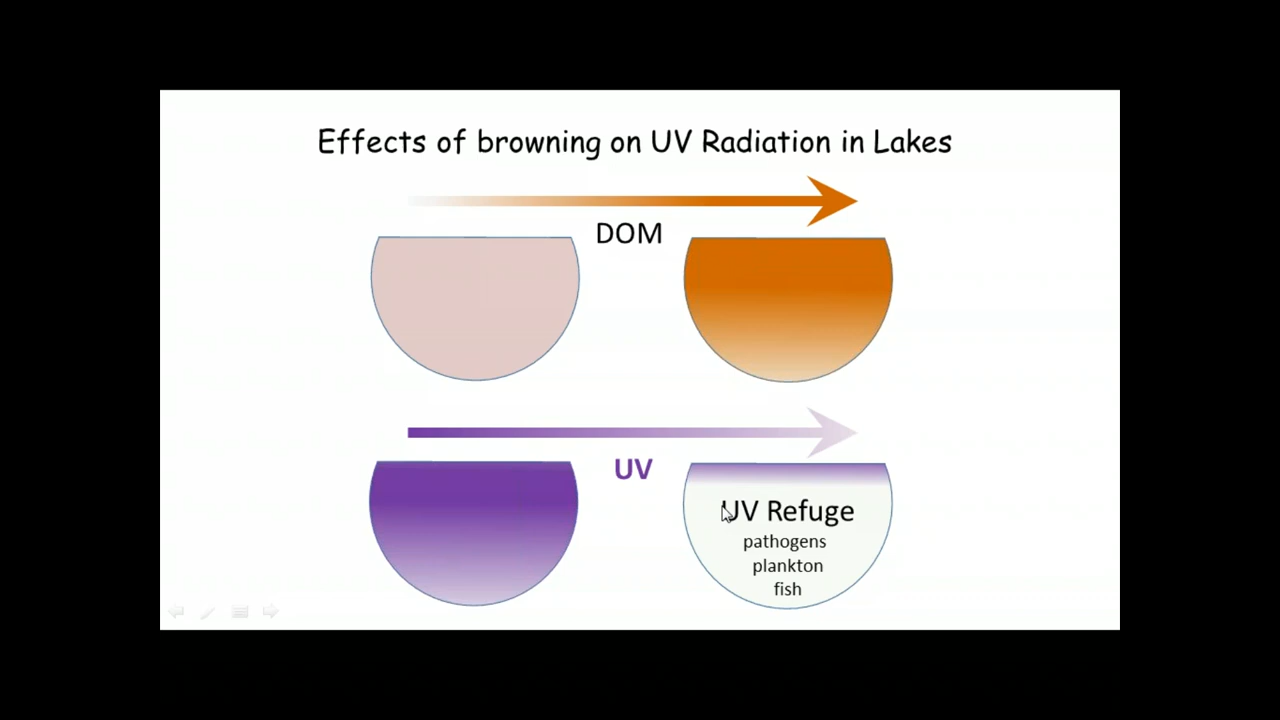 Effects of browning on UV Radiation in Lakes
DOM
UV
UV Refuge
pathogens
plankton
fish